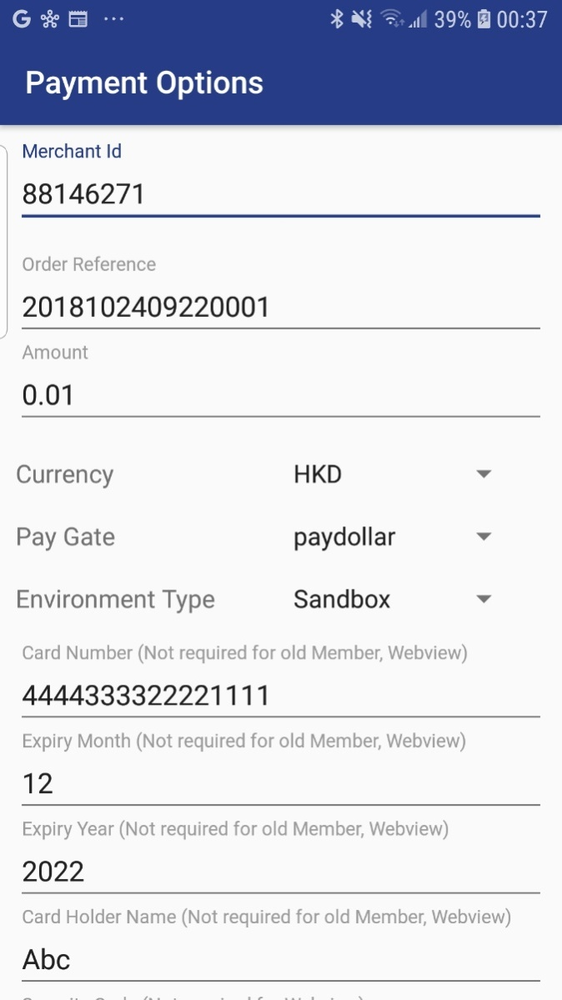 G ... 39% 00:37
Payment Options
Merchant Id
88146271
Order Reference
2018102409220001
Amount
0.01
Currency HKD
Pay Gate paydollar
Environment Type Sandbox
Card Number (Not required for old Member, Webview)
4444333322221111
Expiry Month (Not required for old Member, Webview)
12
Expiry Year (Not required for old Member, Webview)
2022
Card Holder Name (Not required for old Member, Webview)
Abc